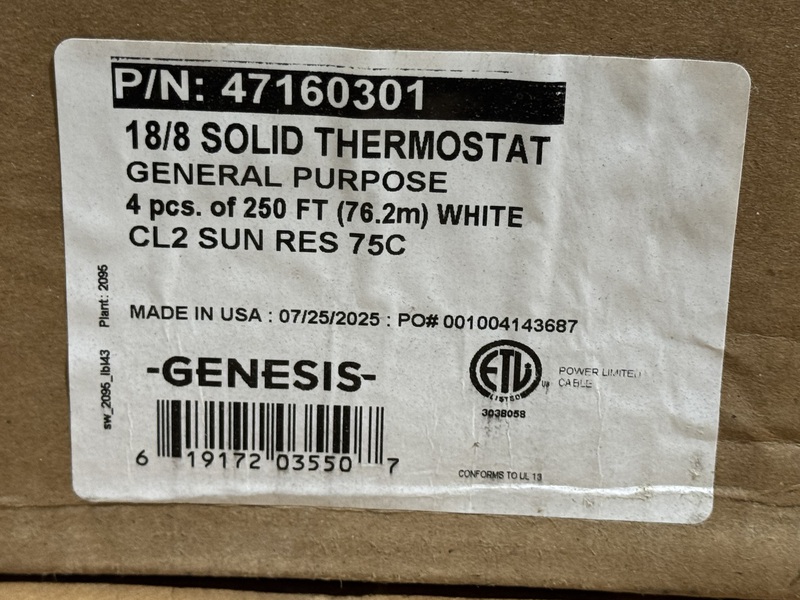 P/N: 47160301
18/8 SOLID THERMOSTAT
GENERAL PURPOSE
4 pcs. of 250 FT (76.2m) WHITE
CL2 SUN RES 75C
MADE IN USA : 07/25/2025 : PO# 001004143687
-GENESIS-
6 19172 03550 7
ETL
LISTED
3038058
POWER LIMITED
CABLE
CONFORMS TO UL 13
sw_2095_lbl43 Plant: 2095